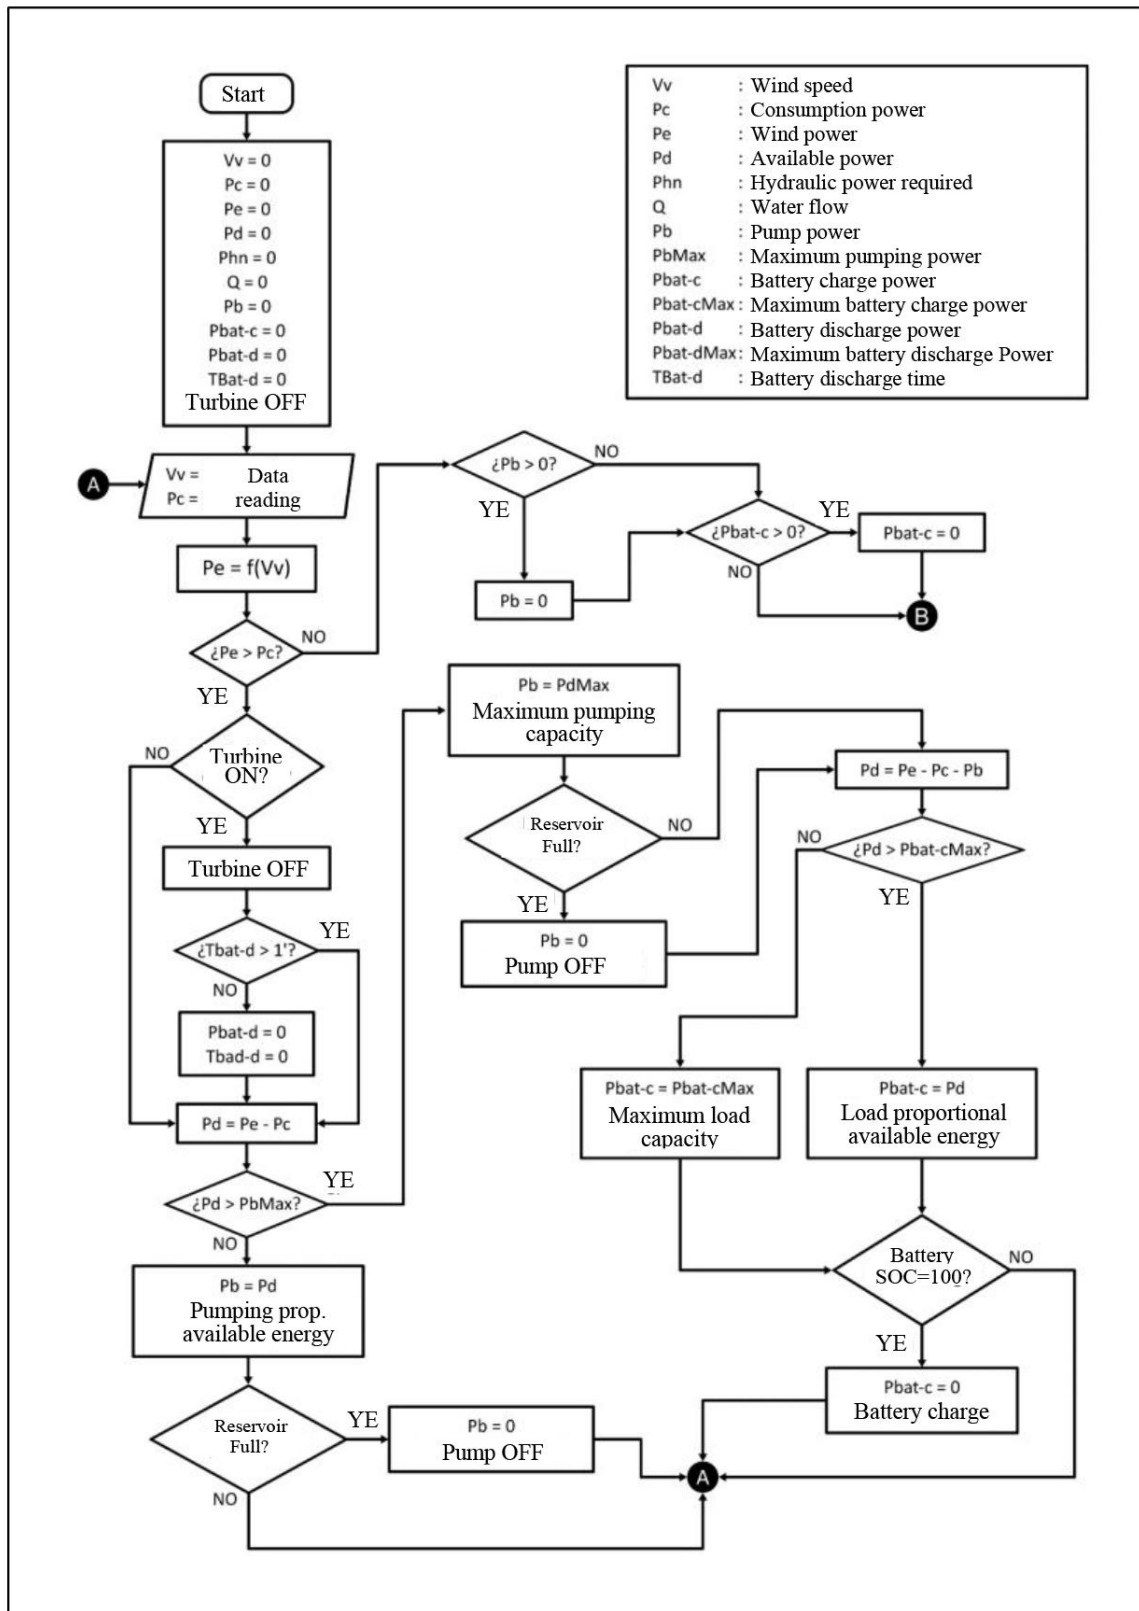 Start
Vv = 0
Pc = 0
Pe = 0
Pd = 0
Phn = 0
Q = 0
Pb = 0
Pbat-c = 0
Pbat-d = 0
TBat-d = 0
Turbine OFF
Vv : Wind speed
Pc : Consumption power
Pe : Wind power
Pd : Available power
Phn : Hydraulic power required
Q : Water flow
Pb : Pump power
PbMax : Maximum pumping power
Pbat-c : Battery charge power
Pbat-cMax : Maximum battery charge power
Pbat-d : Battery discharge power
Pbat-dMax : Maximum battery discharge Power
TBat-d : Battery discharge time
A
Vv = Data
Pc = reading
Pe = f(Vv)
¿Pe > Pc?
NO
YE
¿Pb > 0?
NO
YE
Pb = 0
¿Pbat-c > 0?
YE
NO
Pbat-c = 0
B
Turbine
ON?
NO
YE
Turbine OFF
¿Tbat-d > 1'?
YE
NO
Pbat-d = 0
Tbad-d = 0
Pd = Pe - Pc
¿Pd > PbMax?
YE
NO
Pb = PdMax
Maximum pumping
capacity
Reservoir
Full?
NO
YE
Pb = 0
Pump OFF
Pd = Pe - Pc - Pb
¿Pd > Pbat-cMax?
NO
YE
Pbat-c = Pbat-cMax
Maximum load
capacity
Pbat-c = Pd
Load proportional
available energy
Battery
SOC=100?
NO
YE
Pbat-c = 0
Battery charge
Pb = Pd
Pumping prop.
available energy
Reservoir
Full?
YE
NO
Pb = 0
Pump OFF
A